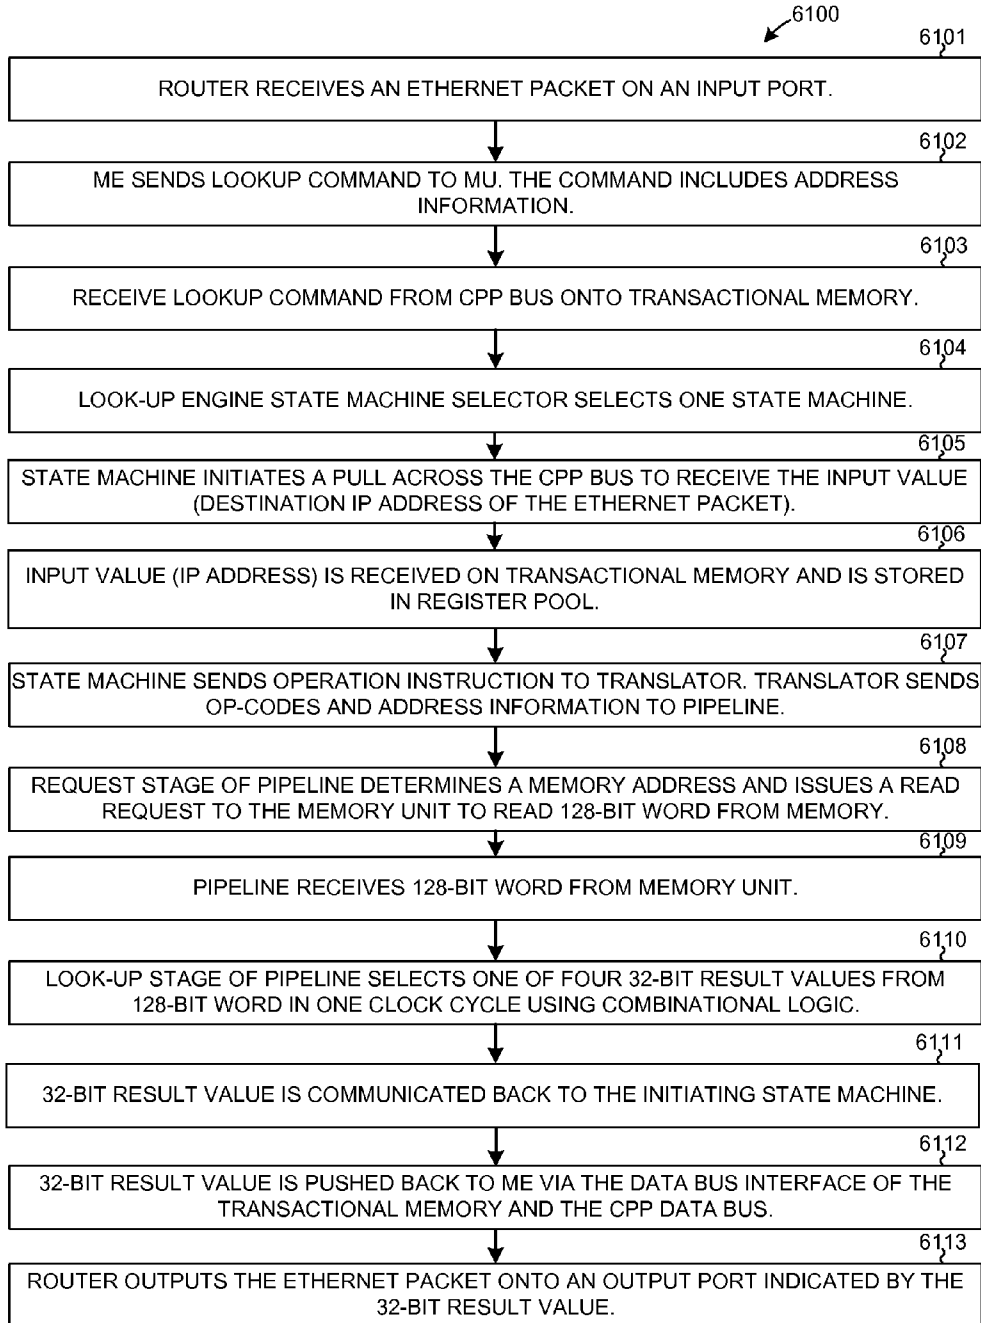 6100
6101
ROUTER RECEIVES AN ETHERNET PACKET ON AN INPUT PORT.
6102
ME SENDS LOOKUP COMMAND TO MU. THE COMMAND INCLUDES ADDRESS
INFORMATION.
6103
RECEIVE LOOKUP COMMAND FROM CPP BUS ONTO TRANSACTIONAL MEMORY.
6104
LOOK-UP ENGINE STATE MACHINE SELECTOR SELECTS ONE STATE MACHINE.
6105
STATE MACHINE INITIATES A PULL ACROSS THE CPP BUS TO RECEIVE THE INPUT VALUE
(DESTINATION IP ADDRESS OF THE ETHERNET PACKET).
6106
INPUT VALUE (IP ADDRESS) IS RECEIVED ON TRANSACTIONAL MEMORY AND IS STORED
IN REGISTER POOL.
6107
STATE MACHINE SENDS OPERATION INSTRUCTION TO TRANSLATOR. TRANSLATOR SENDS
OP-CODES AND ADDRESS INFORMATION TO PIPELINE.
6108
REQUEST STAGE OF PIPELINE DETERMINES A MEMORY ADDRESS AND ISSUES A READ
REQUEST TO THE MEMORY UNIT TO READ 128-BIT WORD FROM MEMORY.
6109
PIPELINE RECEIVES 128-BIT WORD FROM MEMORY UNIT.
6110
LOOK-UP STAGE OF PIPELINE SELECTS ONE OF FOUR 32-BIT RESULT VALUES FROM
128-BIT WORD IN ONE CLOCK CYCLE USING COMBINATIONAL LOGIC.
6111
32-BIT RESULT VALUE IS COMMUNICATED BACK TO THE INITIATING STATE MACHINE.
6112
32-BIT RESULT VALUE IS PUSHED BACK TO ME VIA THE DATA BUS INTERFACE OF THE
TRANSACTIONAL MEMORY AND THE CPP DATA BUS.
6113
ROUTER OUTPUTS THE ETHERNET PACKET ONTO AN OUTPUT PORT INDICATED BY THE
32-BIT RESULT VALUE.